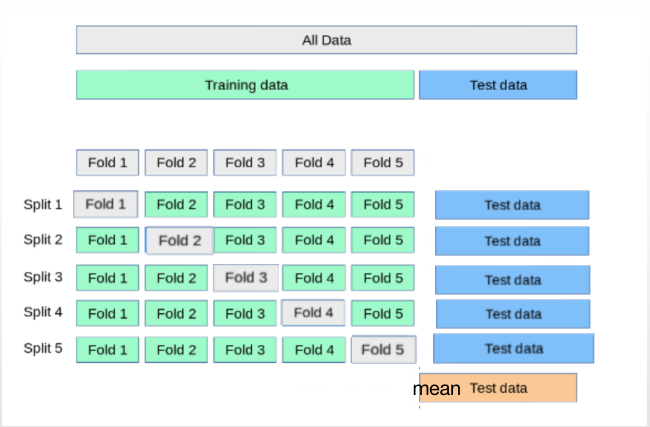 All Data
Training data Test data
Fold 1 Fold 2 Fold 3 Fold 4 Fold 5
Split 1 Fold 1 Fold 2 Fold 3 Fold 4 Fold 5 Test data
Split 2 Fold 1 Fold 2 Fold 3 Fold 4 Fold 5 Test data
Split 3 Fold 1 Fold 2 Fold 3 Fold 4 Fold 5 Test data
Split 4 Fold 1 Fold 2 Fold 3 Fold 4 Fold 5 Test data
Split 5 Fold 1 Fold 2 Fold 3 Fold 4 Fold 5 Test data
mean Test data